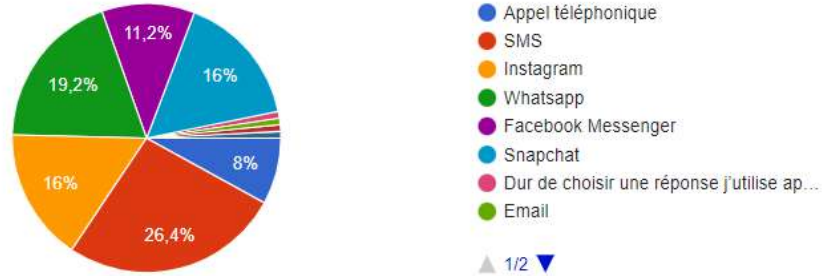 11,2%
16%
19,2%
16%
8%
26,4%
Appel téléphonique
SMS
Instagram
Whatsapp
Facebook Messenger
Snapchat
Dur de choisir une réponse j'utilise ap...
Email
1/2